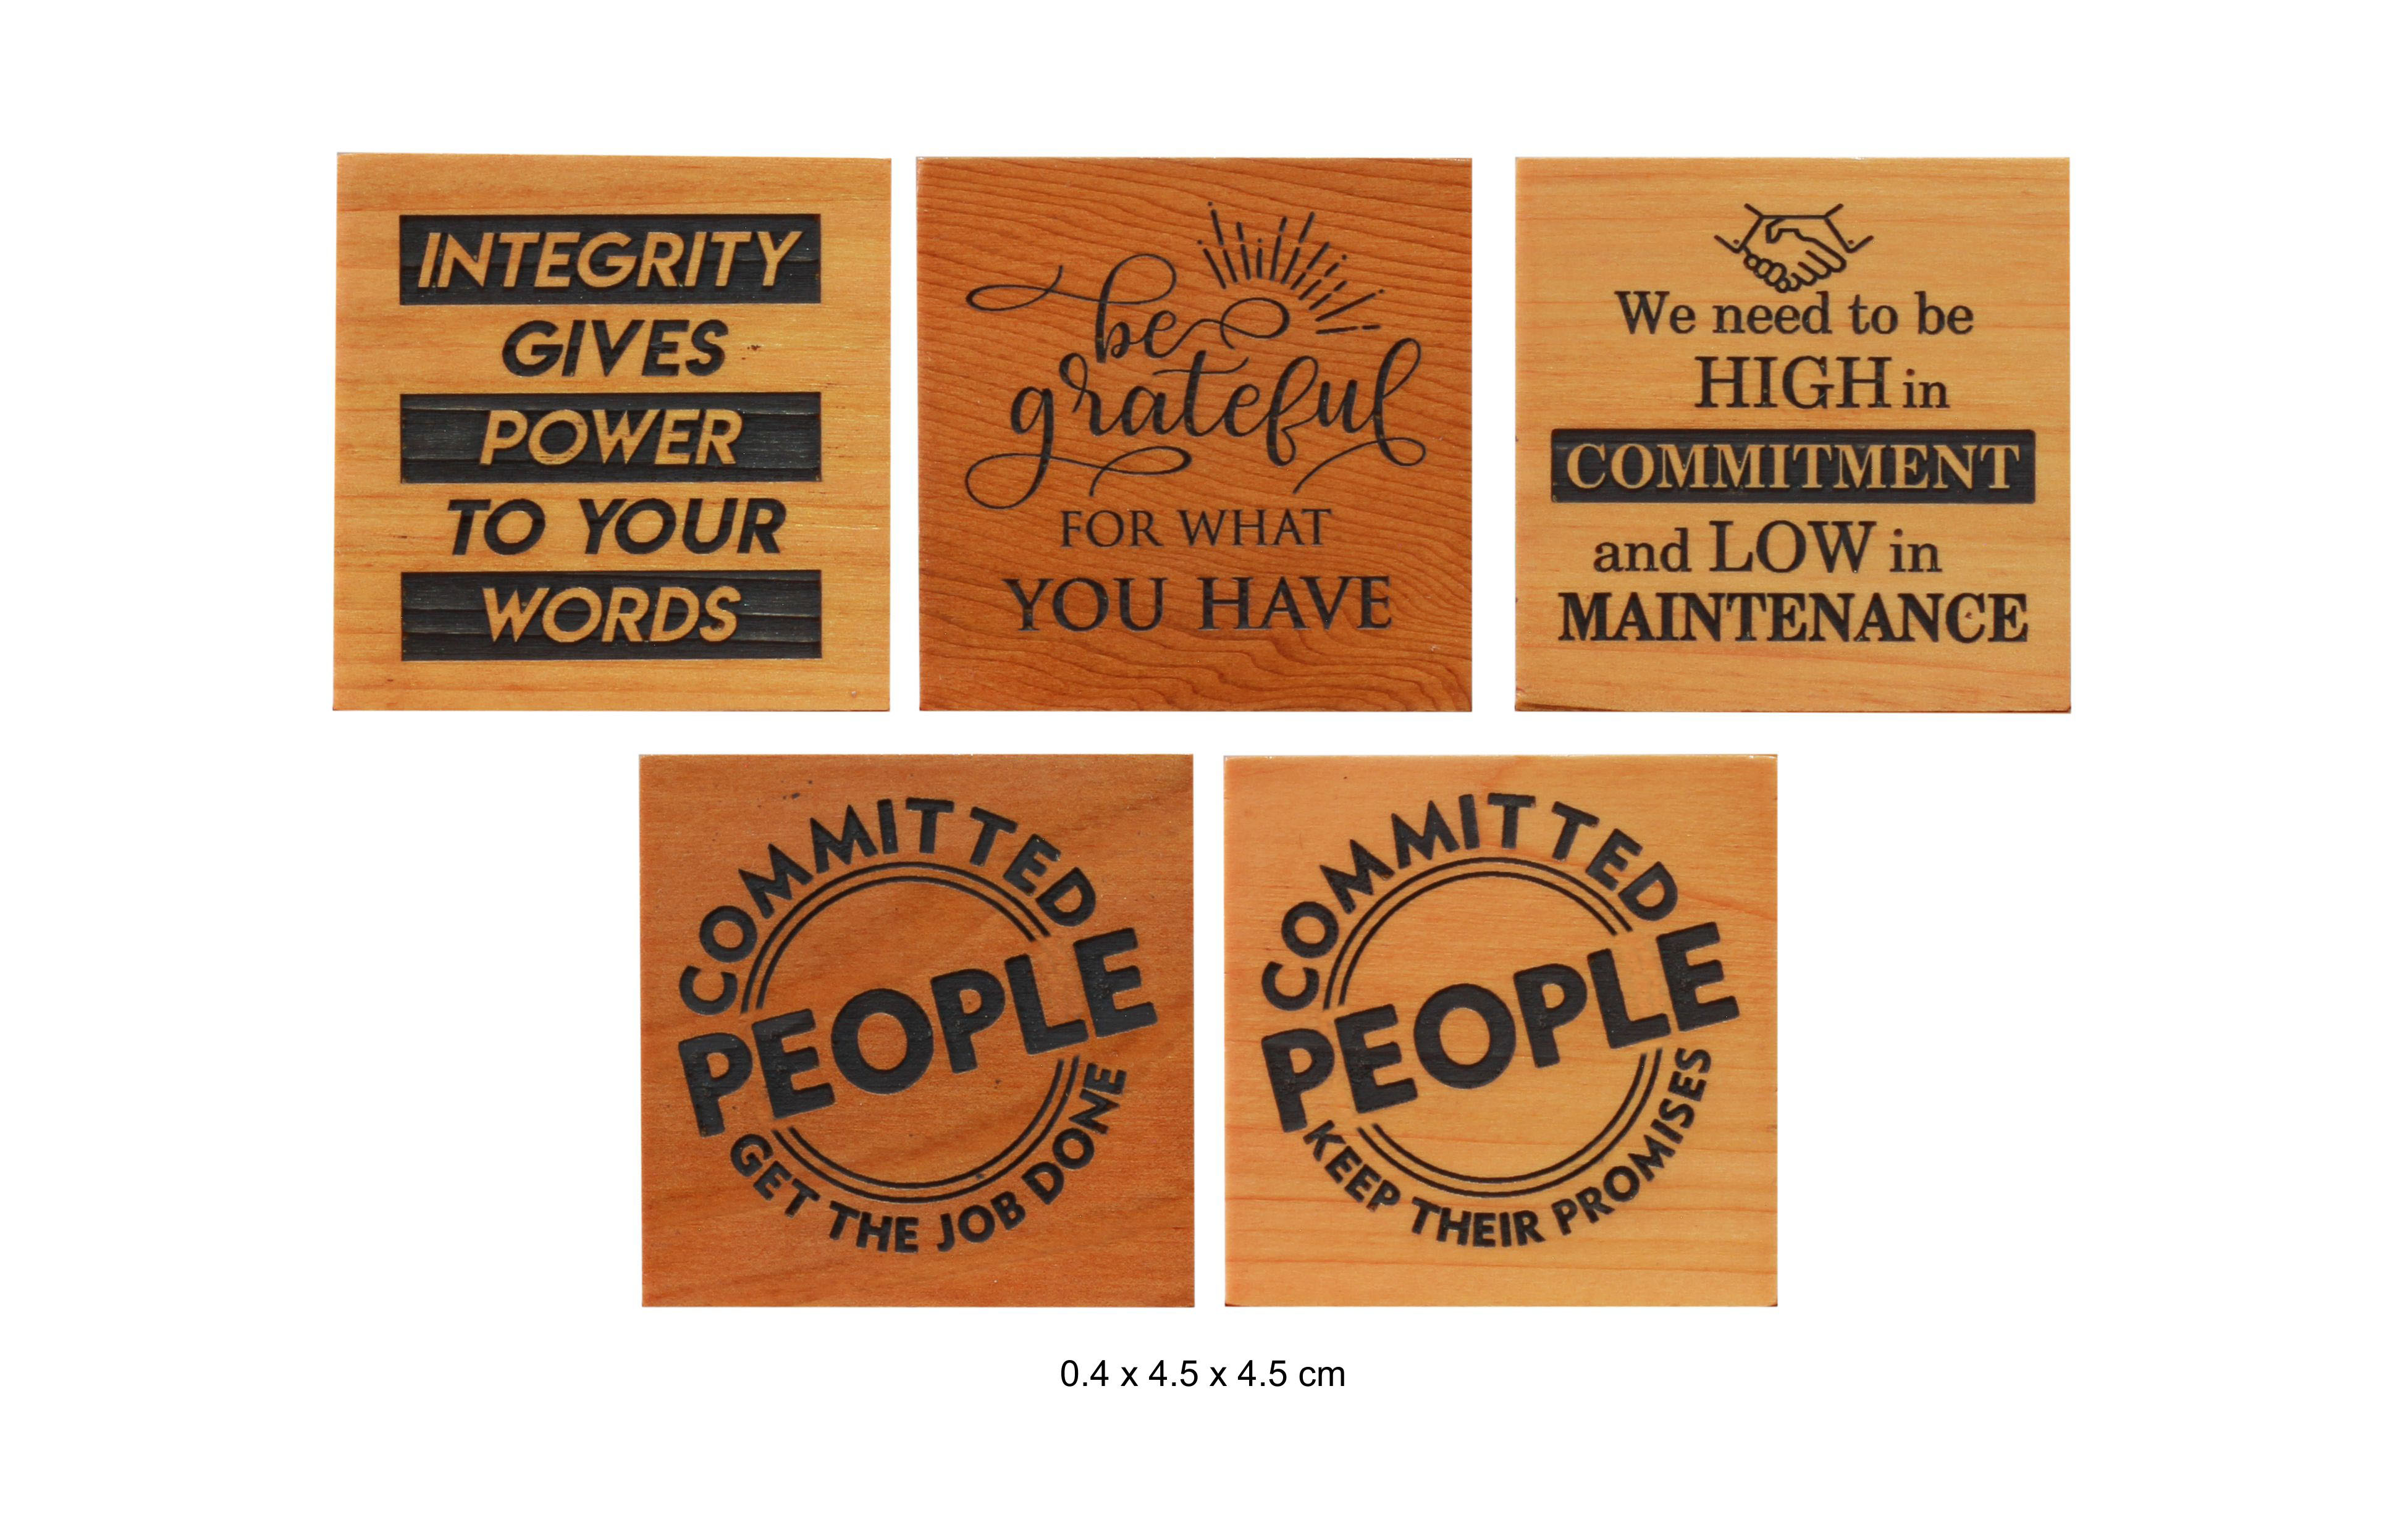 INTEGRITY
GIVES
POWER
TO YOUR
WORDS
be
grateful
FOR WHAT
YOU HAVE
We need to be
HIGH in
COMMITMENT
and LOW in
MAINTENANCE
COMMITTED
PEOPLE
GET THE JOB DONE
COMMITTED
PEOPLE
KEEP THEIR PROMISES
0.4 x 4.5 x 4.5 cm